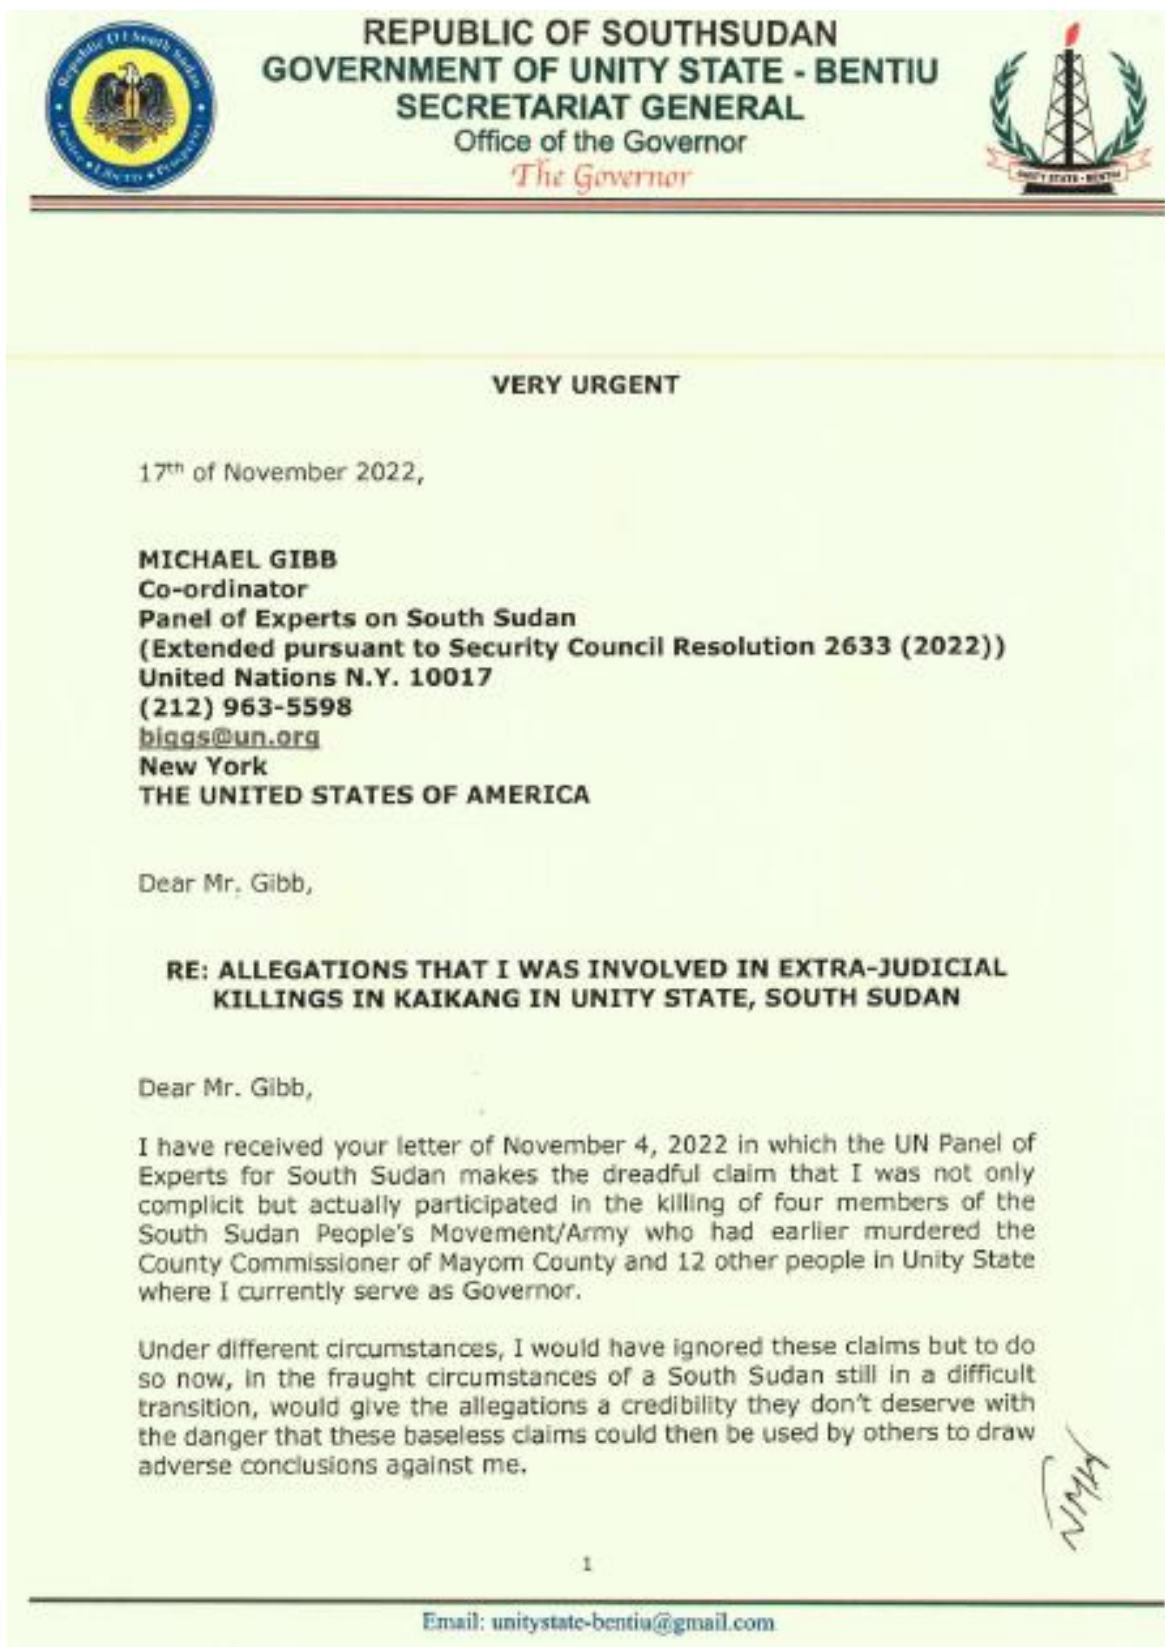 REPUBLIC OF SOUTHSUDAN
GOVERNMENT OF UNITY STATE - BENTIU
SECRETARIAT GENERAL
Office of the Governor
The Governor
Republic Of South Sudan
Justice • Liberty • Prosperity
UNITY STATE - BENTIU
VERY URGENT
17th of November 2022,
MICHAEL GIBB
Co-ordinator
Panel of Experts on South Sudan
(Extended pursuant to Security Council Resolution 2633 (2022))
United Nations N.Y. 10017
(212) 963-5598
biggs@un.org
New York
THE UNITED STATES OF AMERICA
Dear Mr. Gibb,
RE: ALLEGATIONS THAT I WAS INVOLVED IN EXTRA-JUDICIAL
KILLINGS IN KAIKANG IN UNITY STATE, SOUTH SUDAN
Dear Mr. Gibb,
I have received your letter of November 4, 2022 in which the UN Panel of
Experts for South Sudan makes the dreadful claim that I was not only
complicit but actually participated in the killing of four members of the
South Sudan People's Movement/Army who had earlier murdered the
County Commissioner of Mayom County and 12 other people in Unity State
where I currently serve as Governor.
Under different circumstances, I would have ignored these claims but to do
so now, in the fraught circumstances of a South Sudan still in a difficult
transition, would give the allegations a credibility they don't deserve with
the danger that these baseless claims could then be used by others to draw
adverse conclusions against me.
1
Email: unitystate-bentiu@gmail.com